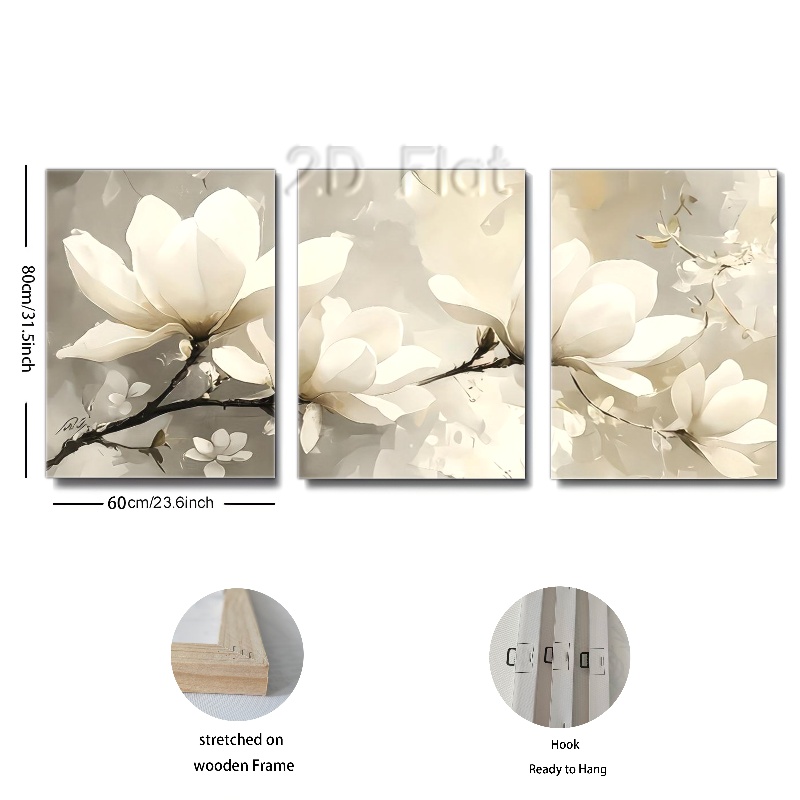 2D Flat
80cm/31.5inch
60cm/23.6inch
stretched on
wooden Frame
Hook
Ready to Hang